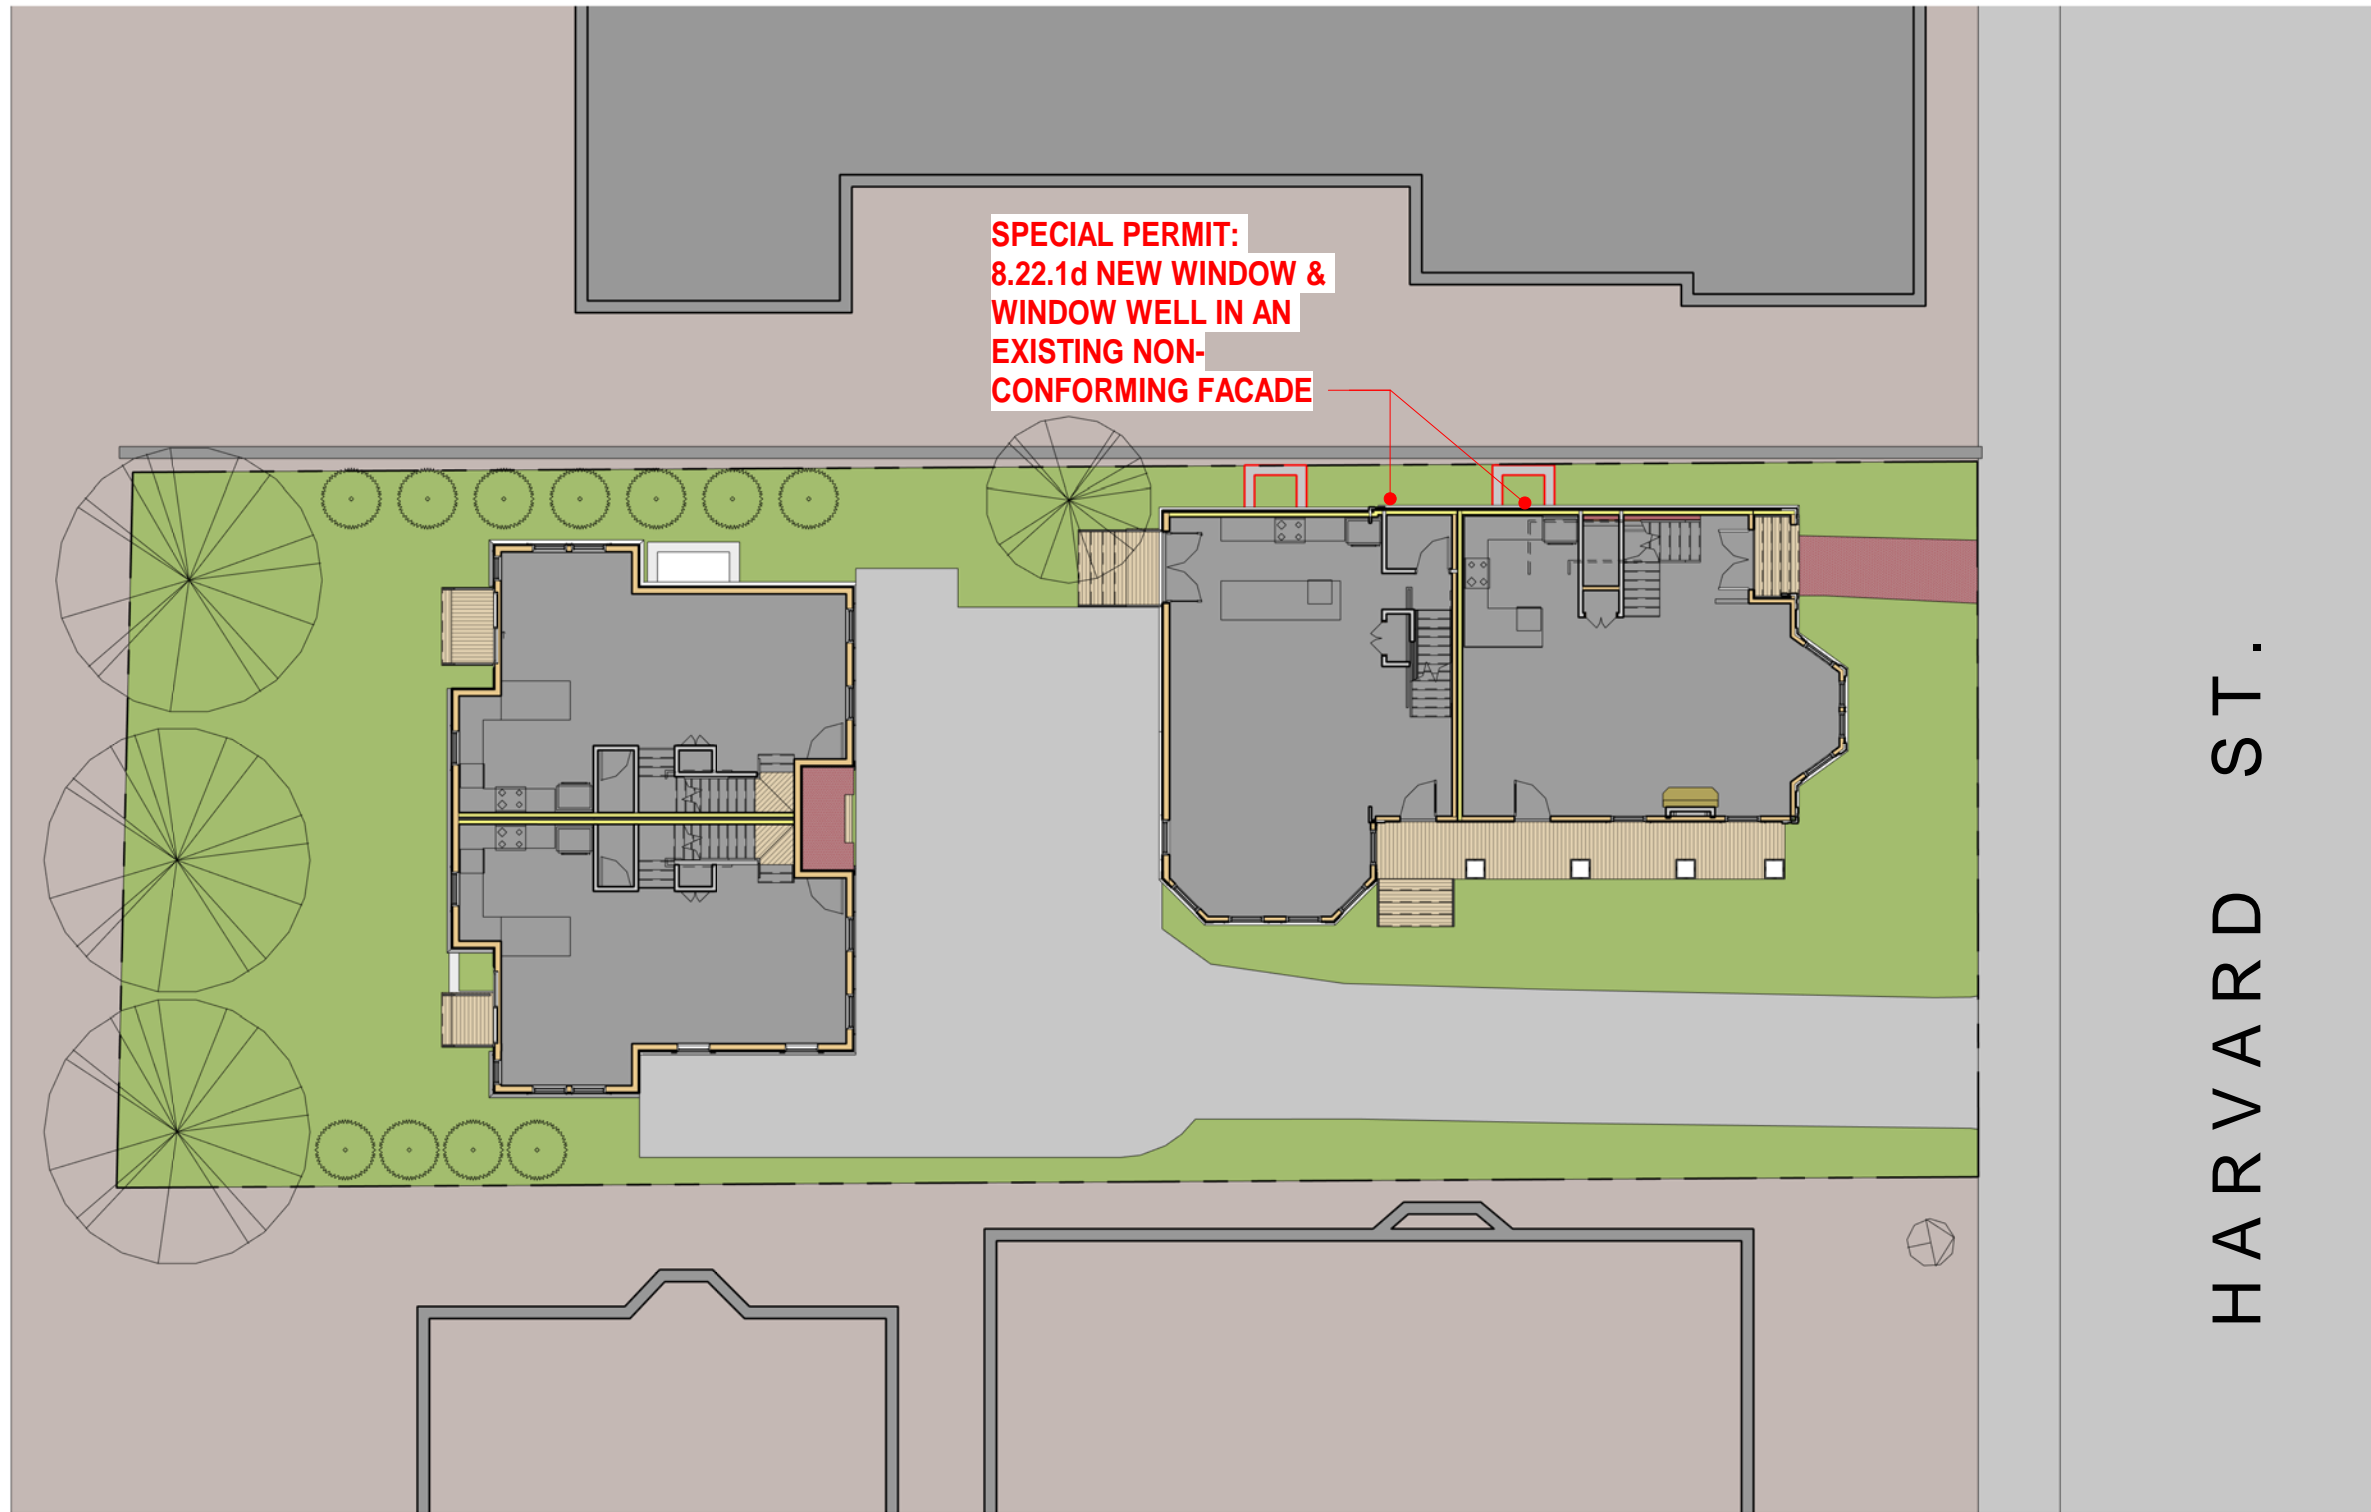 SPECIAL PERMIT:
8.22.1d NEW WINDOW &
WINDOW WELL IN AN
EXISTING NON-
CONFORMING FACADE
HARVARD ST.